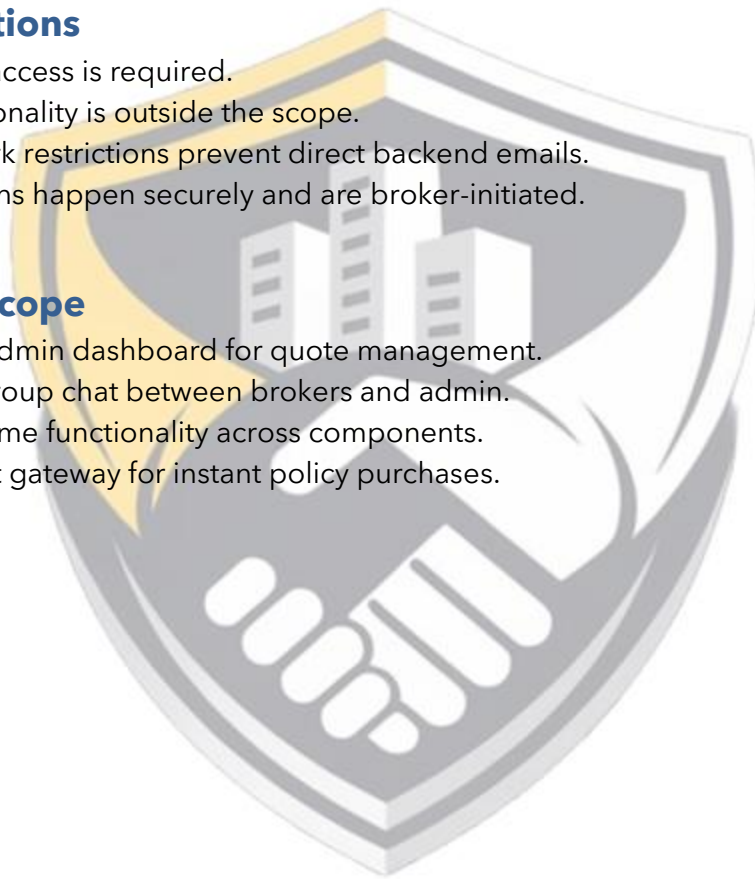 tions
access is required.
onality is outside the scope.
k restrictions prevent direct backend emails.
ns happen securely and are broker-initiated.
cope
dmin dashboard for quote management.
roup chat between brokers and admin.
me functionality across components.
t gateway for instant policy purchases.